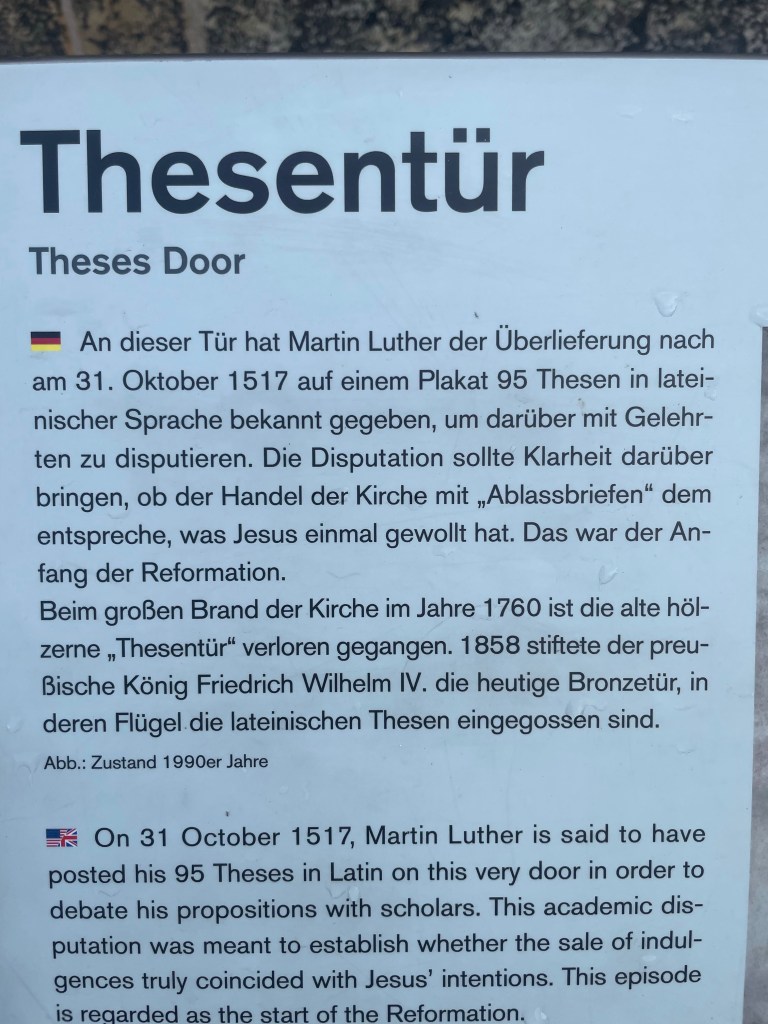 Thesentür
Theses Door
An dieser Tür hat Martin Luther der Überlieferung nach
am 31. Oktober 1517 auf einem Plakat 95 Thesen in latei-
nischer Sprache bekannt gegeben, um darüber mit Gelehr-
ten zu disputieren. Die Disputation sollte Klarheit darüber
bringen, ob der Handel der Kirche mit „Ablassbriefen“ dem
entspreche, was Jesus einmal gewollt hat. Das war der An-
fang der Reformation.
Beim großen Brand der Kirche im Jahre 1760 ist die alte höl-
zerne „Thesentür“ verloren gegangen. 1858 stiftete der preu-
ßische König Friedrich Wilhelm IV. die heutige Bronzetür, in
deren Flügel die lateinischen Thesen eingegossen sind.
Abb.: Zustand 1990er Jahre
On 31 October 1517, Martin Luther is said to have
posted his 95 Theses in Latin on this very door in order to
debate his propositions with scholars. This academic dis-
putation was meant to establish whether the sale of indul-
gences truly coincided with Jesus’ intentions. This episode
is regarded as the start of the Reformation.